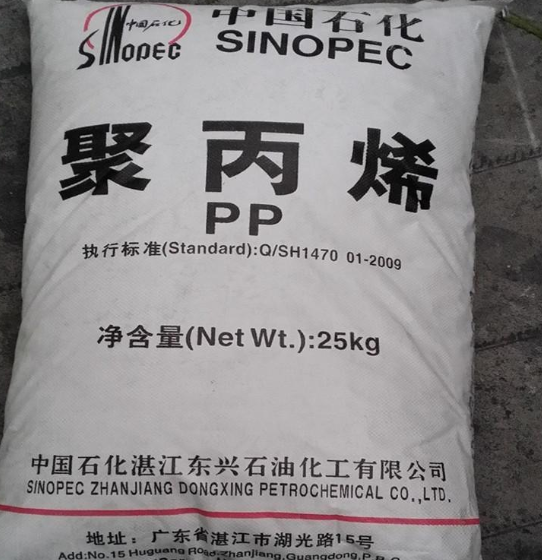 中国石化
SINOPEC
中国石化
SINOPEC
聚丙烯
PP
执行标准(Standard):Q/SH1470 01-2009
净含量(Net Wt.):25kg
中国石化湛江东兴石油化工有限公司
SINOPEC ZHANJIANG DONGXING PETROCHEMICAL CO.,LTD.
地址：广东省湛江市湖光路15号
Add:No.15 Huguang Road,Zhanjiang,Guangdong,P.R.C